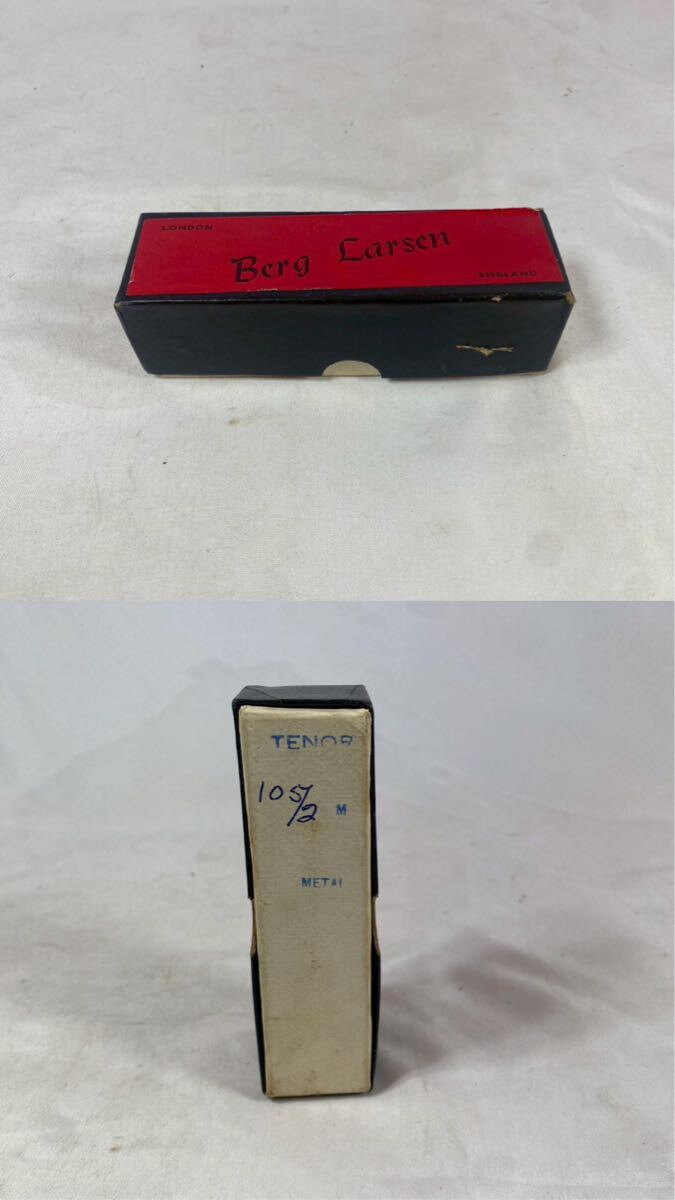 LONDON
Berg Larsen
ENGLAND
TENOR
105/2 M
METAL